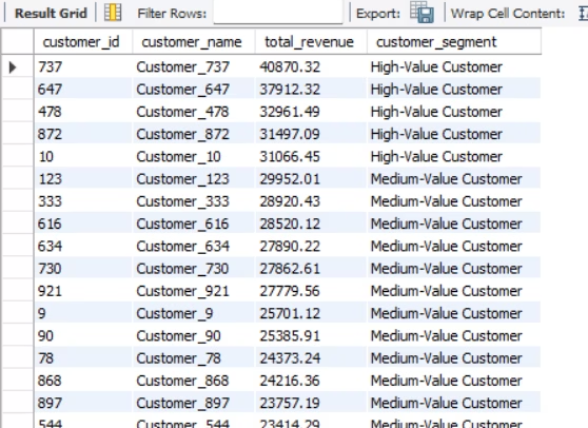 Result Grid Filter Rows: Export: Wrap Cell Content:
customer_id customer_name total_revenue customer_segment
737 Customer_737 40870.32 High-Value Customer
647 Customer_647 37912.32 High-Value Customer
478 Customer_478 32961.49 High-Value Customer
872 Customer_872 31497.09 High-Value Customer
10 Customer_10 31066.45 High-Value Customer
123 Customer_123 29952.01 Medium-Value Customer
333 Customer_333 28920.43 Medium-Value Customer
616 Customer_616 28520.12 Medium-Value Customer
634 Customer_634 27890.22 Medium-Value Customer
730 Customer_730 27862.61 Medium-Value Customer
921 Customer_921 27779.56 Medium-Value Customer
9 Customer_9 25701.12 Medium-Value Customer
90 Customer_90 25385.91 Medium-Value Customer
78 Customer_78 24373.24 Medium-Value Customer
868 Customer_868 24216.36 Medium-Value Customer
897 Customer_897 23757.19 Medium-Value Customer
544 Customer_544 23414.29 Medium-Value Customer